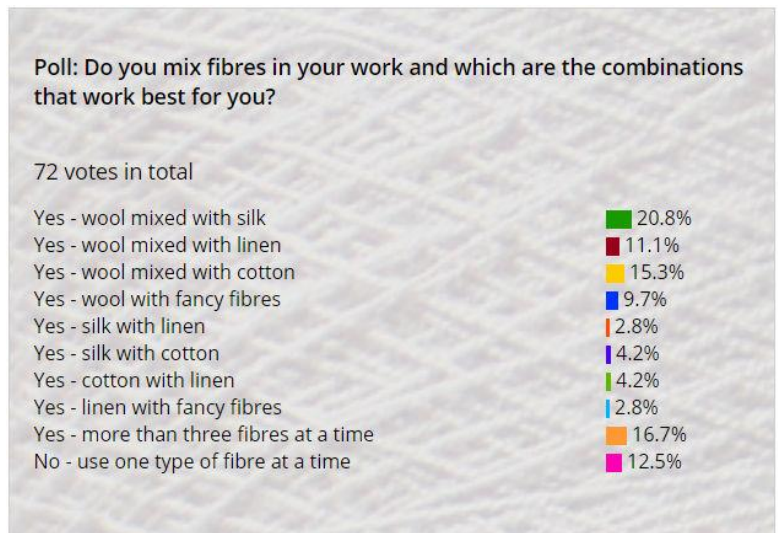 Poll: Do you mix fibres in your work and which are the combinations
that work best for you?
72 votes in total
Yes - wool mixed with silk 20.8%
Yes - wool mixed with linen 11.1%
Yes - wool mixed with cotton 15.3%
Yes - wool with fancy fibres 9.7%
Yes - silk with linen 2.8%
Yes - silk with cotton 4.2%
Yes - cotton with linen 4.2%
Yes - linen with fancy fibres 2.8%
Yes - more than three fibres at a time 16.7%
No - use one type of fibre at a time 12.5%